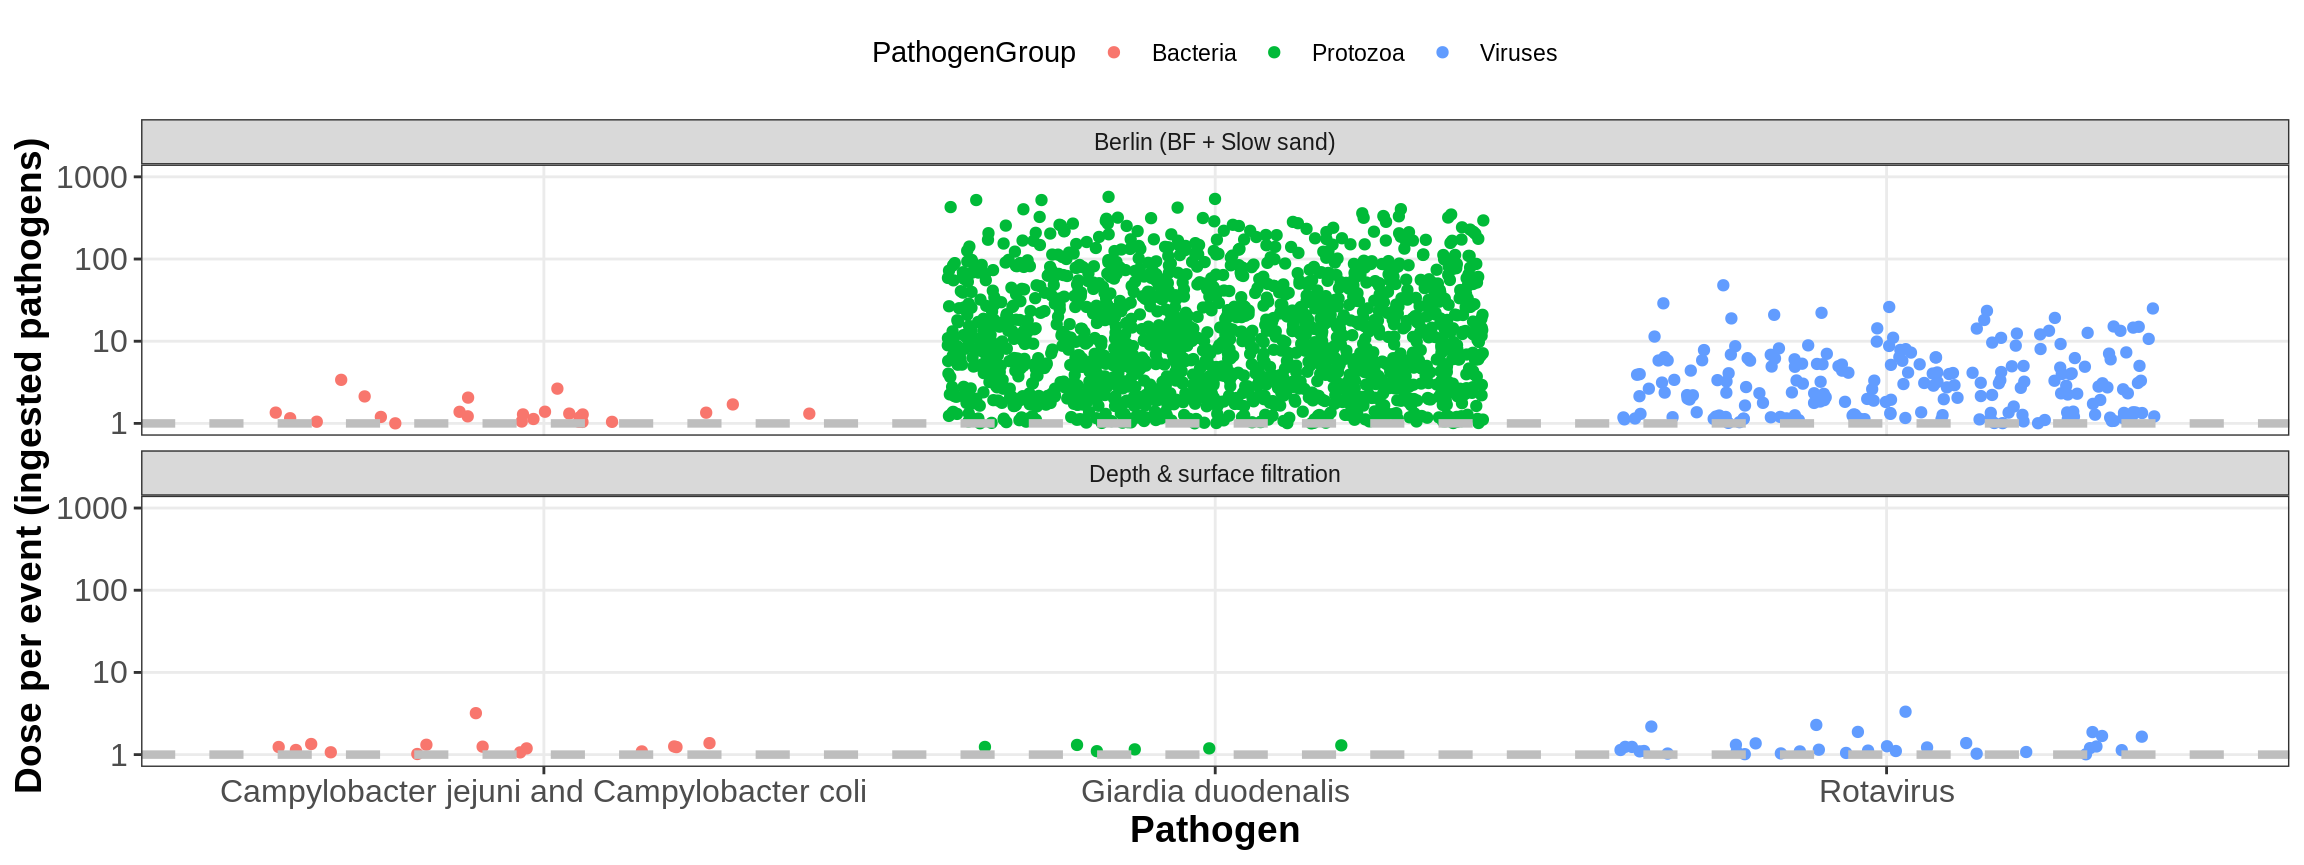 PathogenGroup Bacteria Protozoa Viruses
Dose per event (ingested pathogens)
Berlin (BF + Slow sand)
1000
100
10
1
Depth & surface filtration
1000
100
10
1
Campylobacter jejuni and Campylobacter coli Giardia duodenalis Rotavirus
Pathogen